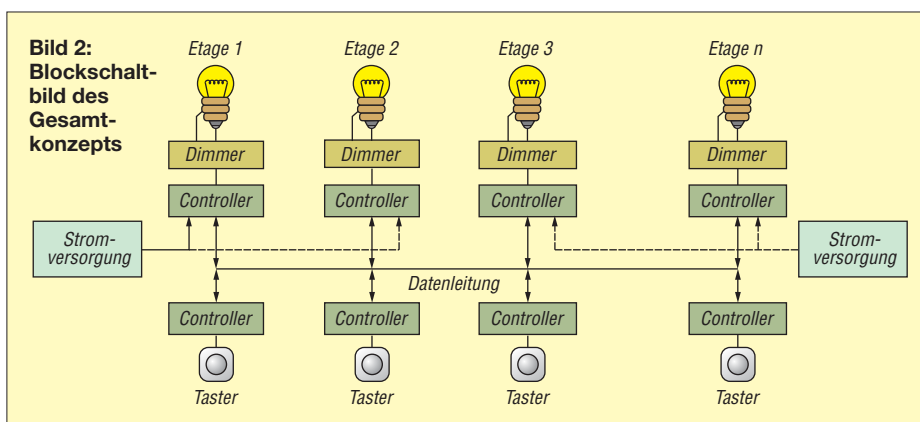 Bild 2:
Blockschalt-
bild des
Gesamt-
konzepts
Etage 1
Etage 2
Etage 3
Etage n
Dimmer
Dimmer
Dimmer
Dimmer
Controller
Controller
Controller
Controller
Strom-
versorgung
Strom-
versorgung
Datenleitung
Controller
Controller
Controller
Controller
Taster
Taster
Taster
Taster